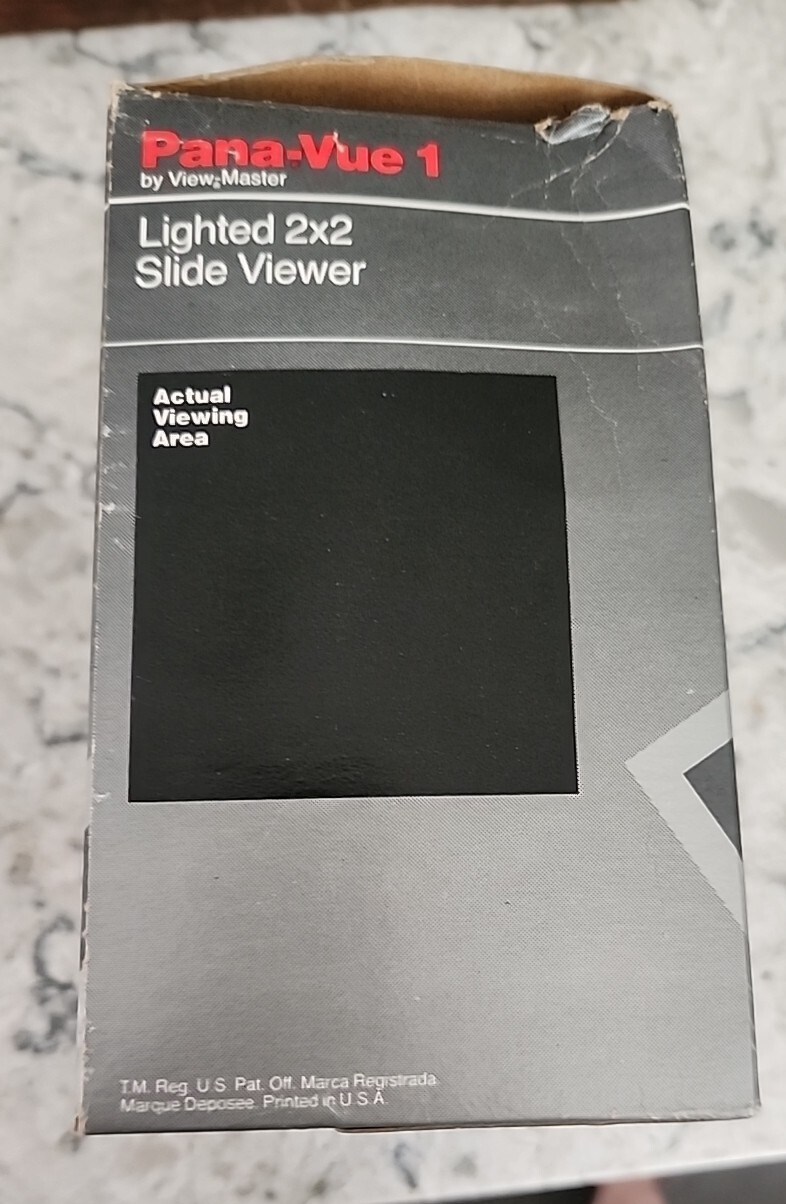 Pana-Vue 1
by View-Master
Lighted 2x2
Slide Viewer
Actual
Viewing
Area
T.M. Reg. U.S. Pat. Off. Marca Registrada
Marque Deposee. Printed in U.S.A.